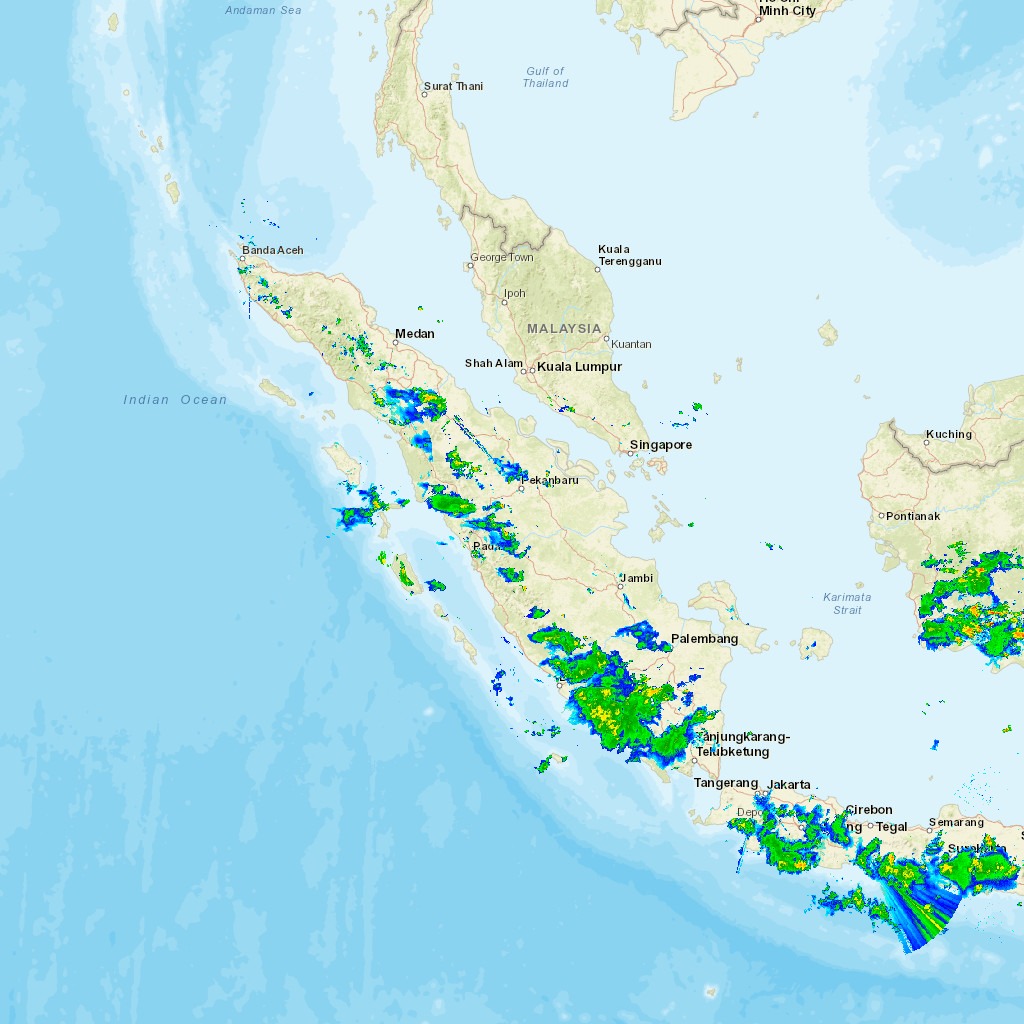 Andaman Sea
Minh City
Gulf of
Thailand
Surat Thani
Banda Aceh
George Town
Kuala
Terengganu
Ipoh
MALAYSIA
Medan
Kuantan
Shah Alam
Kuala Lumpur
Indian Ocean
Singapore
Kuching
Pekanbaru
Pontianak
Jambi
Karimata
Strait
Palembang
Tanjungkarang-
Telubketung
Tangerang
Jakarta
Cirebon
Tegal
Semarang
Surakarta